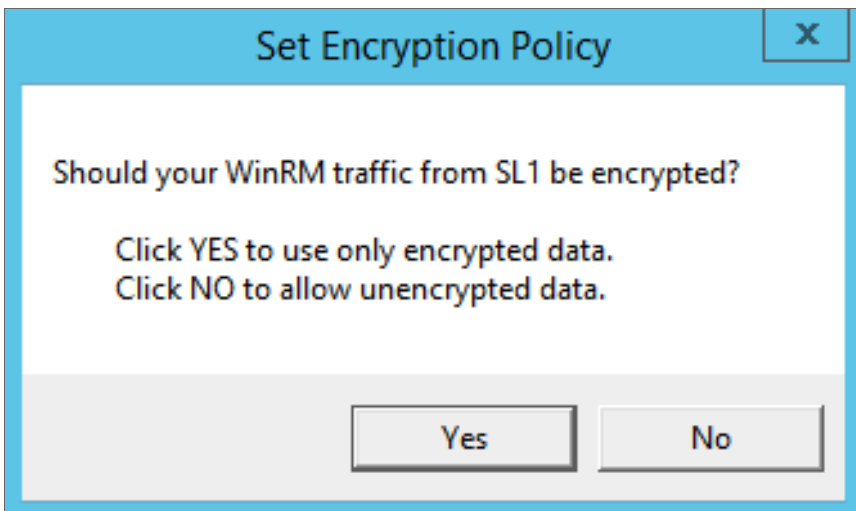 Set Encryption Policy
x
Should your WinRM traffic from SL1 be encrypted?
Click YES to use only encrypted data.
Click NO to allow unencrypted data.
Yes
No